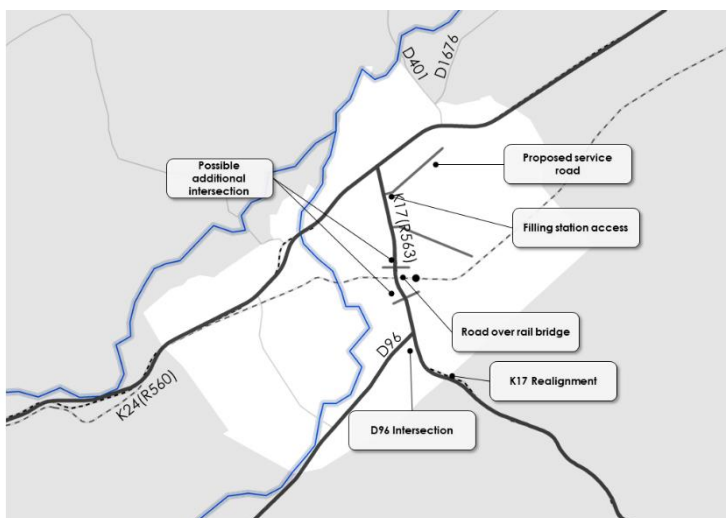 D401
D1676
Possible
additional
intersection
Proposed service
road
Filling station access
K17(R563)
Road over rail bridge
D96
K17 Realignment
K24(R560)
D96 Intersection